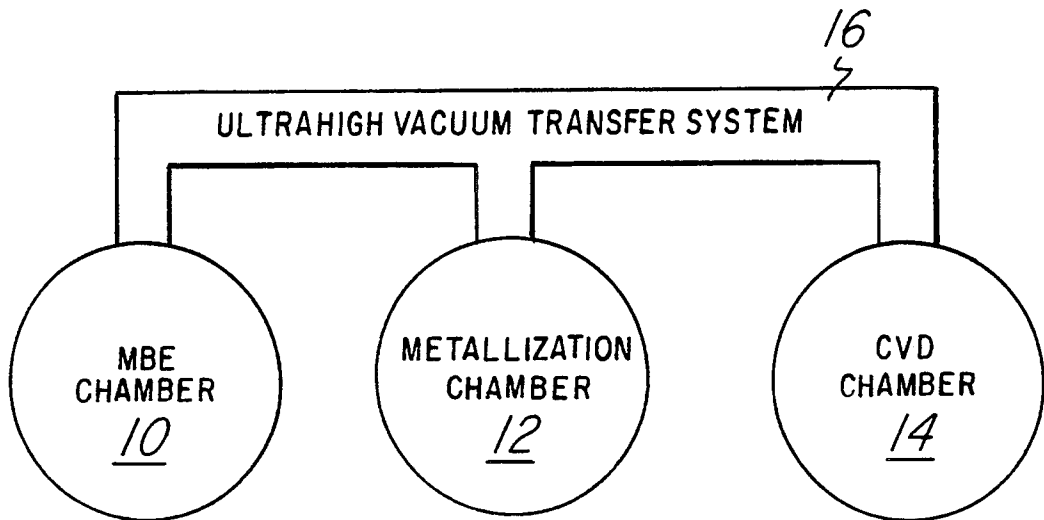 16
ULTRAHIGH VACUUM TRANSFER SYSTEM
MBE
CHAMBER
10
METALLIZATION
CHAMBER
12
CVD
CHAMBER
14